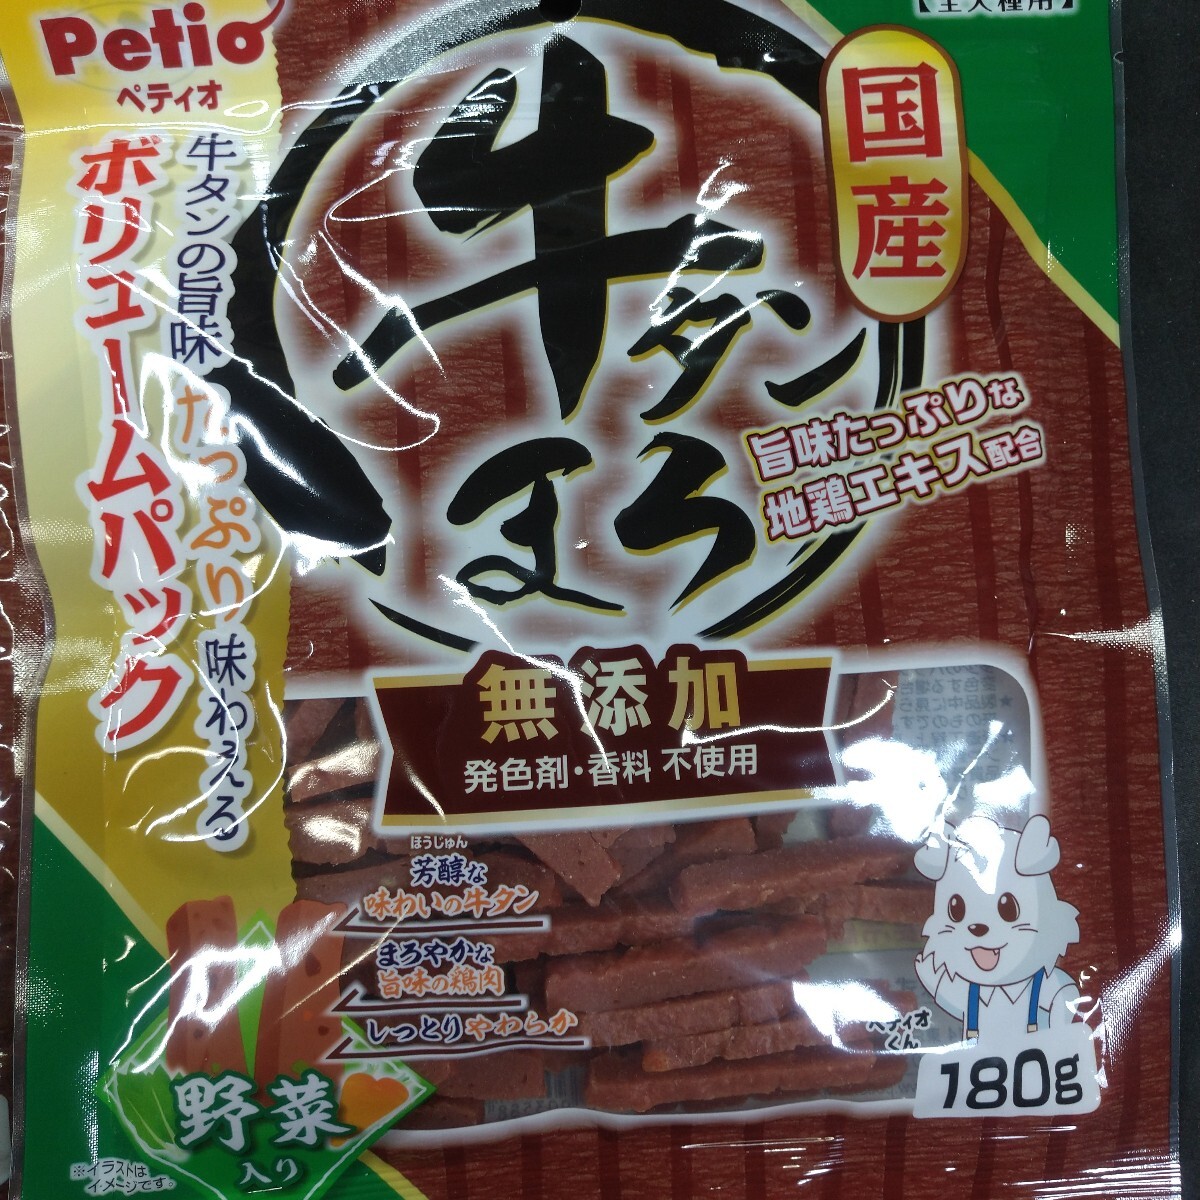 Petio
ペティオ
【全犬種用】
国産
牛タン
まろ
牛タンの旨味たっぷり味わえる
ボリュームパック
旨味たっぷりな
地鶏エキス配合
無添加
発色剤・香料 不使用
ほうじゅん
芳醇な
味わいの牛タン
まろやかな
旨味の鶏肉
しっとりやわらか
ペティオ
くん
180g
野菜
入り
※イラストは
イメージです。